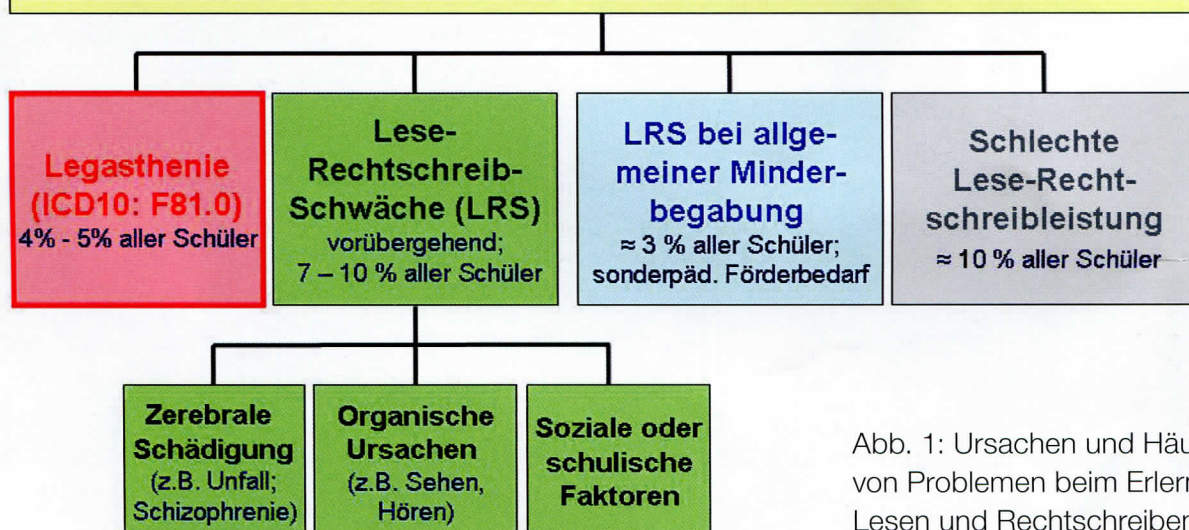 Legasthenie
(ICD10: F81.0)
4% - 5% aller Schüler
Lese-
Rechtschreib-
Schwäche (LRS)
vorübergehend;
7 – 10 % aller Schüler
LRS bei allge-
meiner Minder-
begabung
≈ 3 % aller Schüler;
sonderpäd. Förderbedarf
Schlechte
Lese-Recht-
schreibleistung
≈ 10 % aller Schüler
Zerebrale
Schädigung
(z.B. Unfall;
Schizophrenie)
Organische
Ursachen
(z.B. Sehen,
Hören)
Soziale oder
schulische
Faktoren
Abb. 1: Ursachen und Häu
von Problemen beim Erlern
Lesen und Rechtschreiben